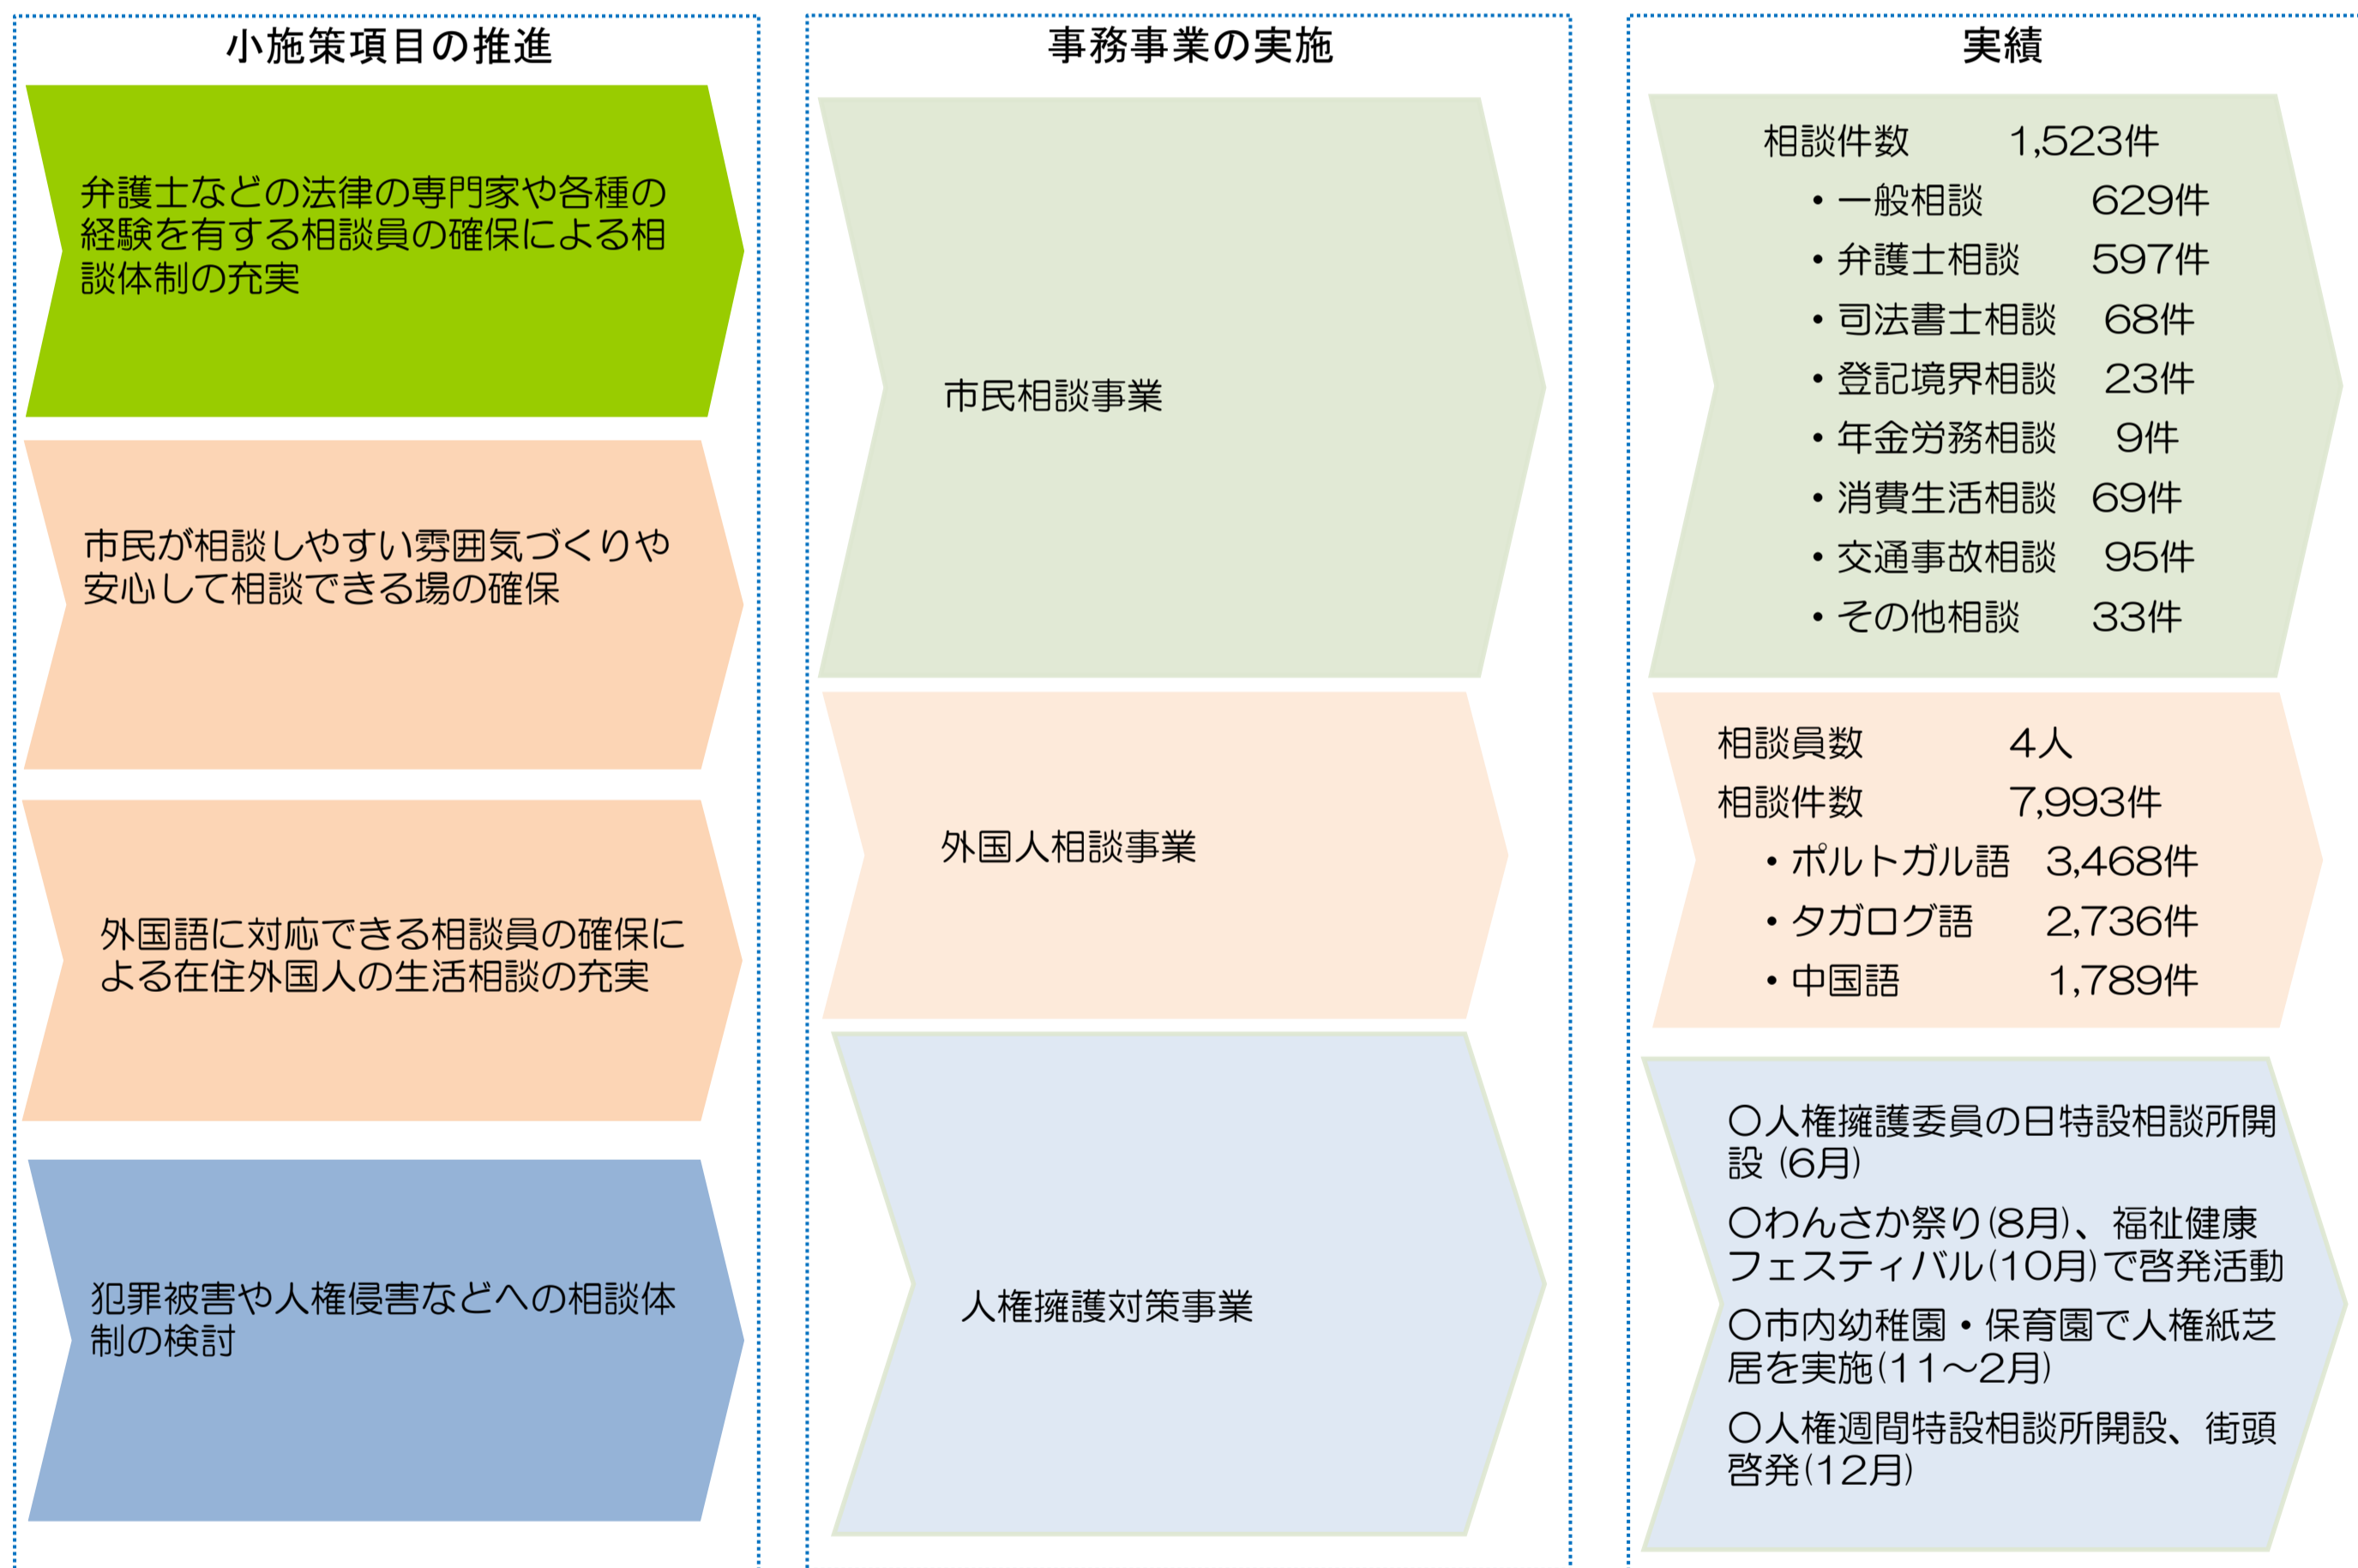 小施策項目の推進
弁護士などの法律の専門家や各種の
経験を有する相談員の確保による相
談体制の充実
市民が相談しやすい雰囲気づくりや
安心して相談できる場の確保
外国語に対応できる相談員の確保に
よる在住外国人の生活相談の充実
犯罪被害や人権侵害などへの相談体
制の検討
事務事業の実施
市民相談事業
外国人相談事業
人権擁護対策事業
実績
相談件数 1,523件
・一般相談 629件
・弁護士相談 597件
・司法書士相談 68件
・登記境界相談 23件
・年金労務相談 9件
・消費生活相談 69件
・交通事故相談 95件
・その他相談 33件
相談員数 4人
相談件数 7,993件
・ポルトガル語 3,468件
・タガログ語 2,736件
・中国語 1,789件
○人権擁護委員の日特設相談所開
設(6月)
○わんさか祭り(8月)、福祉健康
フェスティバル(10月)で啓発活動
○市内幼稚園・保育園で人権紙芝
居を実施(11～2月)
○人権週間特設相談所開設、街頭
啓発(12月)